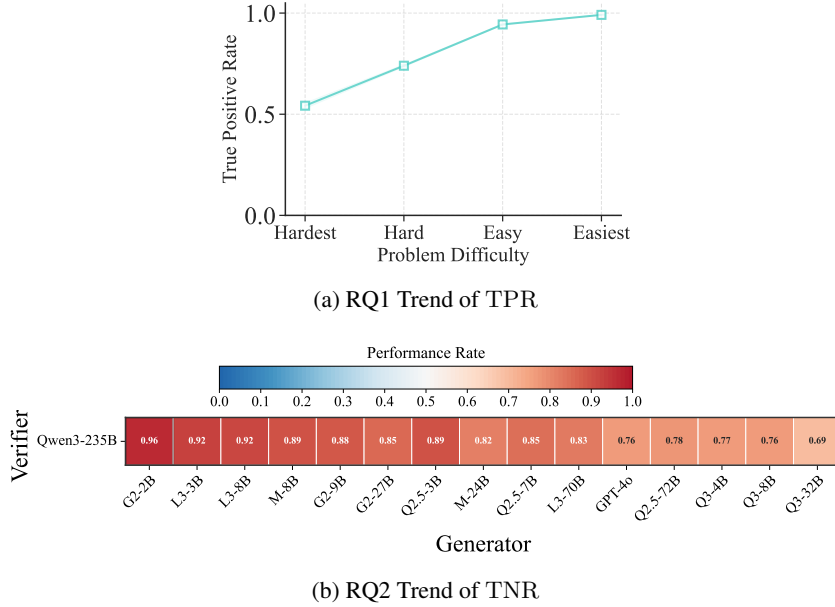 1.0
0.5
0.0
True Positive Rate
Hardest Hard Easy Easiest
Problem Difficulty
(a) RQ1 Trend of TPR
Performance Rate
0.0 0.1 0.2 0.3 0.4 0.5 0.6 0.7 0.8 0.9 1.0
Verifier
Qwen3-235B
0.96 0.92 0.92 0.89 0.88 0.85 0.89 0.82 0.85 0.83 0.76 0.78 0.77 0.76 0.69
G2-2B L3-3B L3-8B M-8B G2-9B G2-27B Q2.5-3B M-24B Q2.5-7B L3-70B GPT-4o Q2.5-72B Q3-4B Q3-8B Q3-32B
Generator
(b) RQ2 Trend of TNR